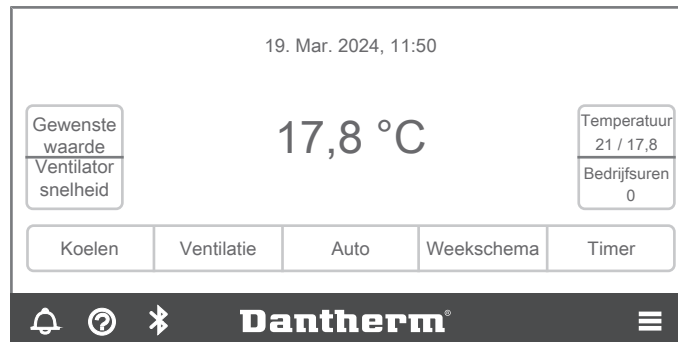 19. Mar. 2024, 11:50
Gewenste
waarde
Ventilator
snelheid
17,8 °C
Temperatuur
21 / 17,8
Bedrijfsuren
0
Koelen Ventilatie Auto Weekschema Timer
Dantherm®